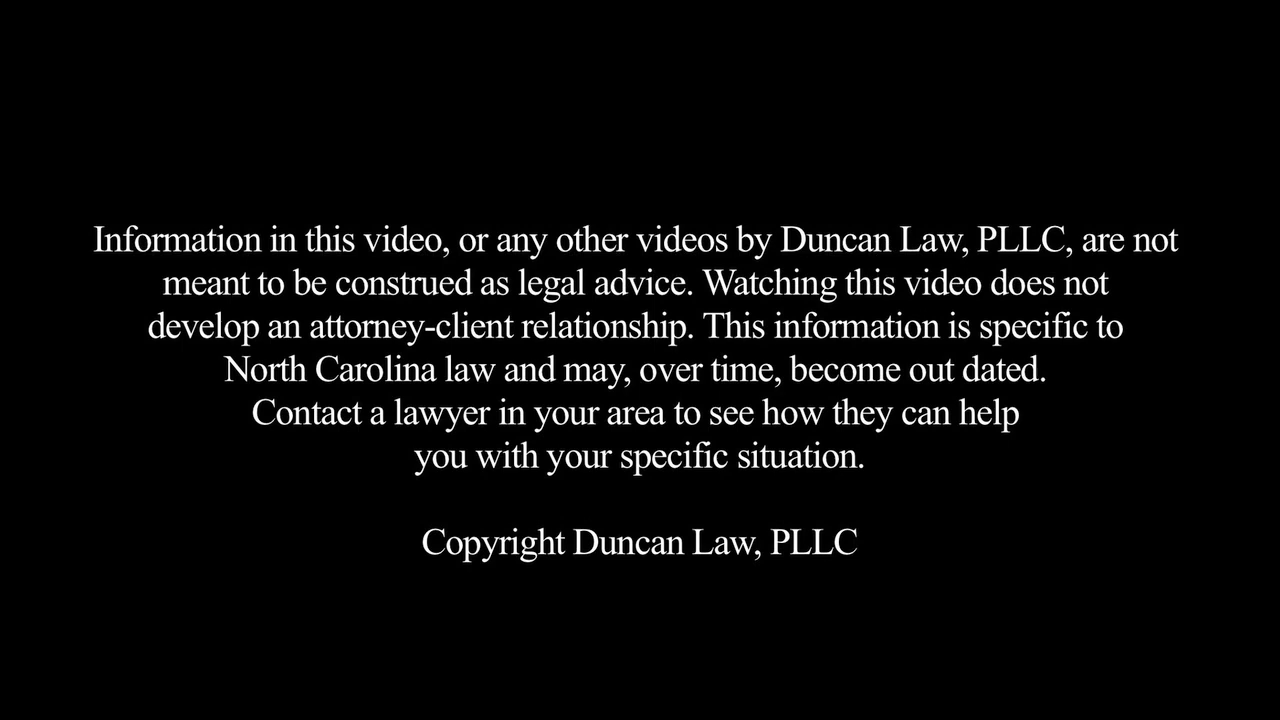 Information in this video, or any other videos by Duncan Law, PLLC, are not
meant to be construed as legal advice. Watching this video does not
develop an attorney-client relationship. This information is specific to
North Carolina law and may, over time, become out dated.
Contact a lawyer in your area to see how they can help
you with your specific situation.
Copyright Duncan Law, PLLC